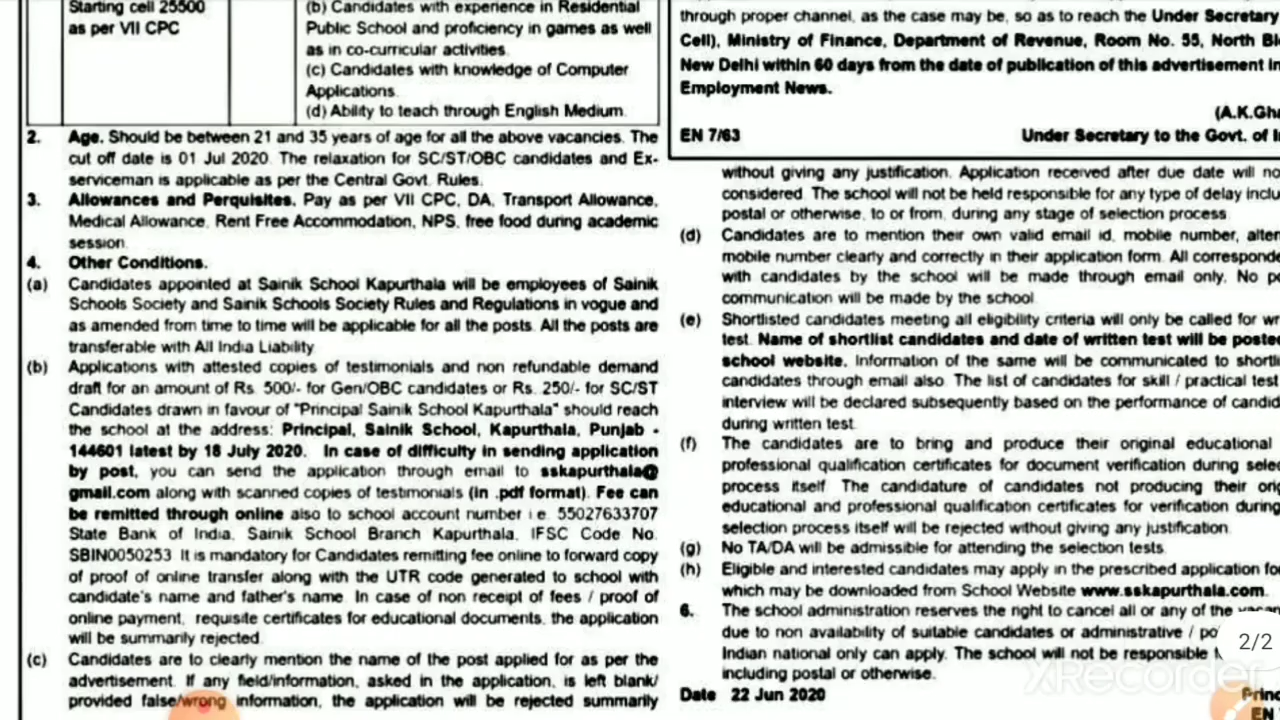 Starting cell 25500
as per VII CPC
(b) Candidates with experience in Residential
Public School and proficiency in games as well
as in co-curricular activities.
(c) Candidates with knowledge of Computer
Applications.
(d) Ability to teach through English Medium.
2. Age. Should be between 21 and 35 years of age for all the above vacancies. The
cut off date is 01 Jul 2020. The relaxation for SC/ST/OBC candidates and Ex-
serviceman is applicable as per the Central Govt. Rules.
3. Allowances and Perquisites. Pay as per VII CPC, DA, Transport Allowance,
Medical Allowance, Rent Free Accommodation, NPS, free food during academic
session.
4. Other Conditions.
(a) Candidates appointed at Sainik School Kapurthala will be employees of Sainik
Schools Society and Sainik Schools Society Rules and Regulations in vogue and
as amended from time to time will be applicable for all the posts. All the posts are
transferable with All India Liability.
(b) Applications with attested copies of testimonials and non refundable demand
draft for an amount of Rs. 500/- for Gen/OBC candidates or Rs. 250/- for SC/ST
Candidates drawn in favour of "Principal Sainik School Kapurthala" should reach
the school at the address: Principal, Sainik School, Kapurthala, Punjab -
144601 latest by 18 July 2020. In case of difficulty in sending application
by post, you can send the application through email to sskapurthala@
gmail.com along with scanned copies of testimonials (in .pdf format). Fee can
be remitted through online also to school account number i.e. 55027633707
State Bank of India, Sainik School Branch Kapurthala, IFSC Code No.
SBIN0050253. It is mandatory for Candidates remitting fee online to forward copy
of proof of online transfer along with the UTR code generated to school with
candidate's name and father's name. In case of non receipt of fees / proof of
online payment, requisite certificates for educational documents, the application
will be summarily rejected.
(c) Candidates are to clearly mention the name of the post applied for as per the
advertisement. If any field/information, asked in the application, is left blank/
provided false/wrong information, the application will be rejected summarily
through proper channel, as the case may be, so as to reach the Under Secretary
Cell), Ministry of Finance, Department of Revenue, Room No. 55, North
New Delhi within 60 days from the date of publication of this advertisement in
Employment News.
(A.K.
EN 7/63 Under Secretary to the Govt. of
without giving any justification. Application received after due date will
considered. The school will not be held responsible for any type of delay
postal or otherwise, to or from, during any stage of selection process.
(d) Candidates are to mention their own valid email id, mobile number,
mobile number clearly and correctly in their application form. All
with candidates by the school will be made through email only. No
communication will be made by the school.
(e) Shortlisted candidates meeting all eligibility criteria will only be called for
test. Name of shortlist candidates and date of written test will be posted
school website. Information of the same will be communicated to
candidates through email also. The list of candidates for skill / practical test
interview will be declared subsequently based on the performance of
during written test.
(f) The candidates are to bring and produce their original educational
professional qualification certificates for document verification during
process itself. The candidature of candidates not producing their
educational and professional qualification certificates for verification during
selection process itself will be rejected without giving any justification.
(g) No TA/DA will be admissible for attending the selection tests.
(h) Eligible and interested candidates may apply in the prescribed application
which may be downloaded from School Website www.sskapurthala.com.
6. The school administration reserves the right to cancel all or any of the
due to non availability of suitable candidates or administrative /
Indian national only can apply. The school will not be responsible
including postal or otherwise.
Date 22 Jun 2020
EN
2/2
XRecorder